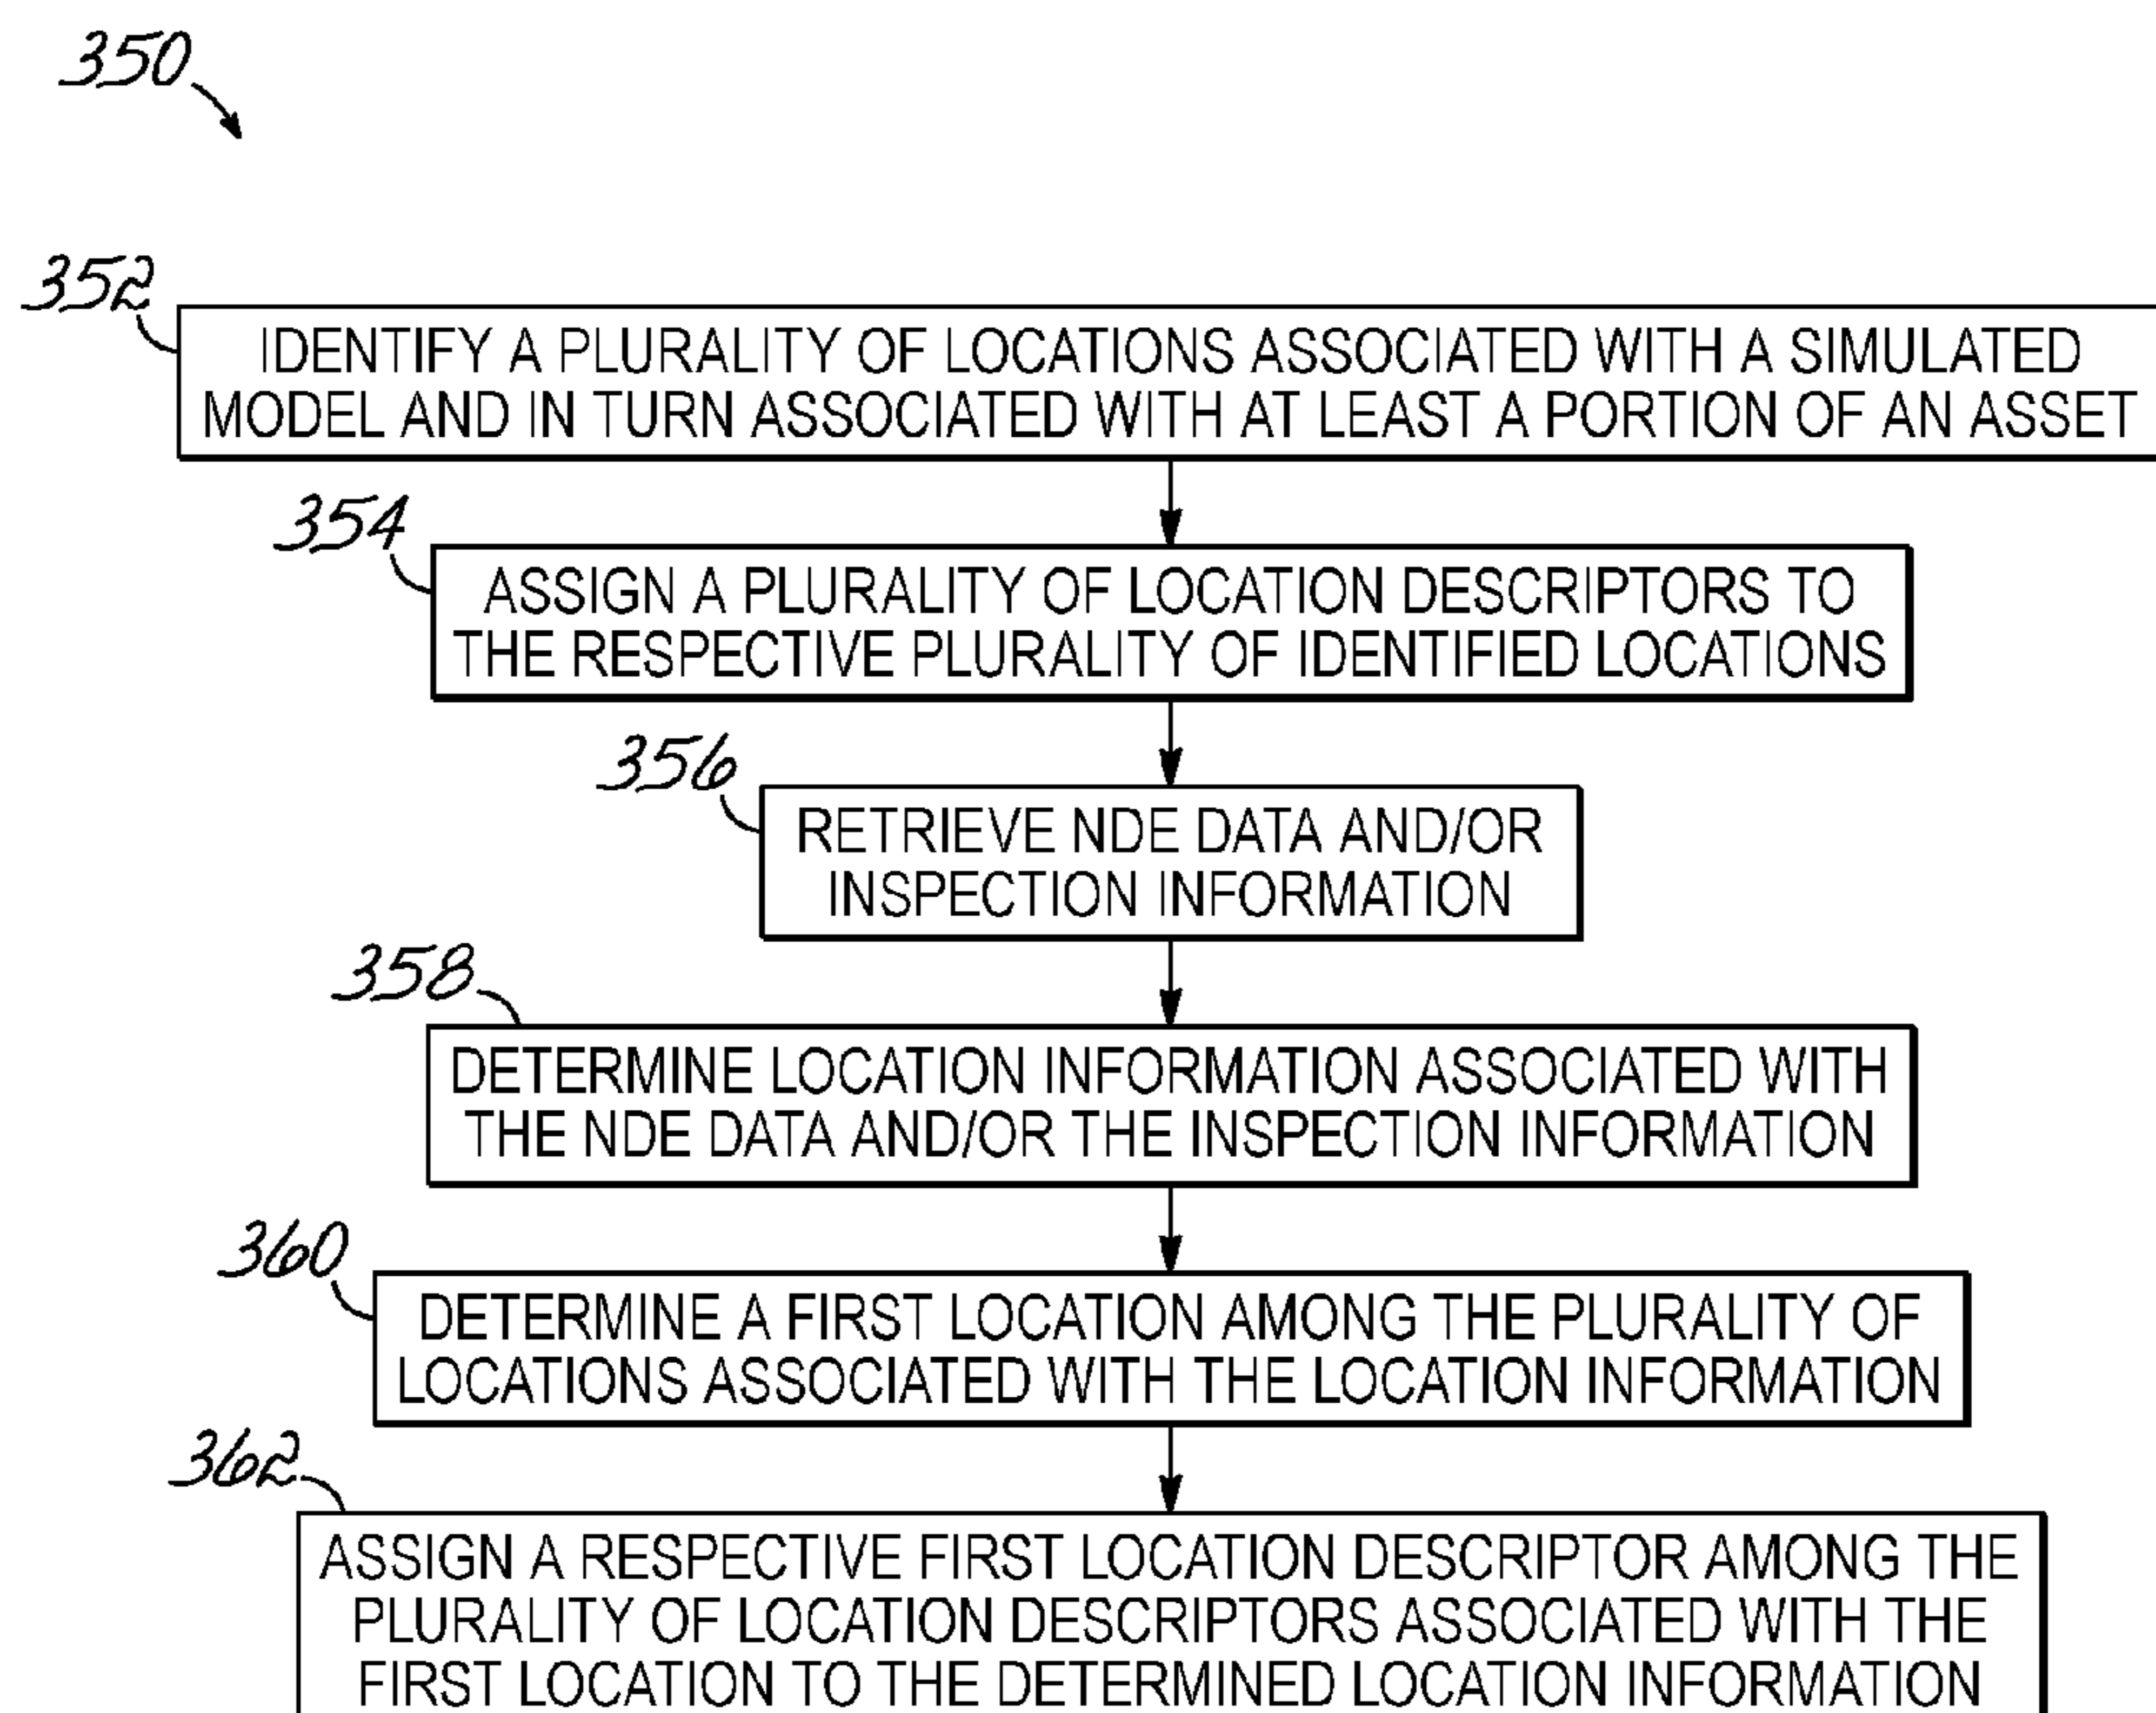 350
352
IDENTIFY A PLURALITY OF LOCATIONS ASSOCIATED WITH A SIMULATED
MODEL AND IN TURN ASSOCIATED WITH AT LEAST A PORTION OF AN ASSET
354
ASSIGN A PLURALITY OF LOCATION DESCRIPTORS TO
THE RESPECTIVE PLURALITY OF IDENTIFIED LOCATIONS
356
RETRIEVE NDE DATA AND/OR
INSPECTION INFORMATION
358
DETERMINE LOCATION INFORMATION ASSOCIATED WITH
THE NDE DATA AND/OR THE INSPECTION INFORMATION
360
DETERMINE A FIRST LOCATION AMONG THE PLURALITY OF
LOCATIONS ASSOCIATED WITH THE LOCATION INFORMATION
362
ASSIGN A RESPECTIVE FIRST LOCATION DESCRIPTOR AMONG THE
PLURALITY OF LOCATION DESCRIPTORS ASSOCIATED WITH THE
FIRST LOCATION TO THE DETERMINED LOCATION INFORMATION